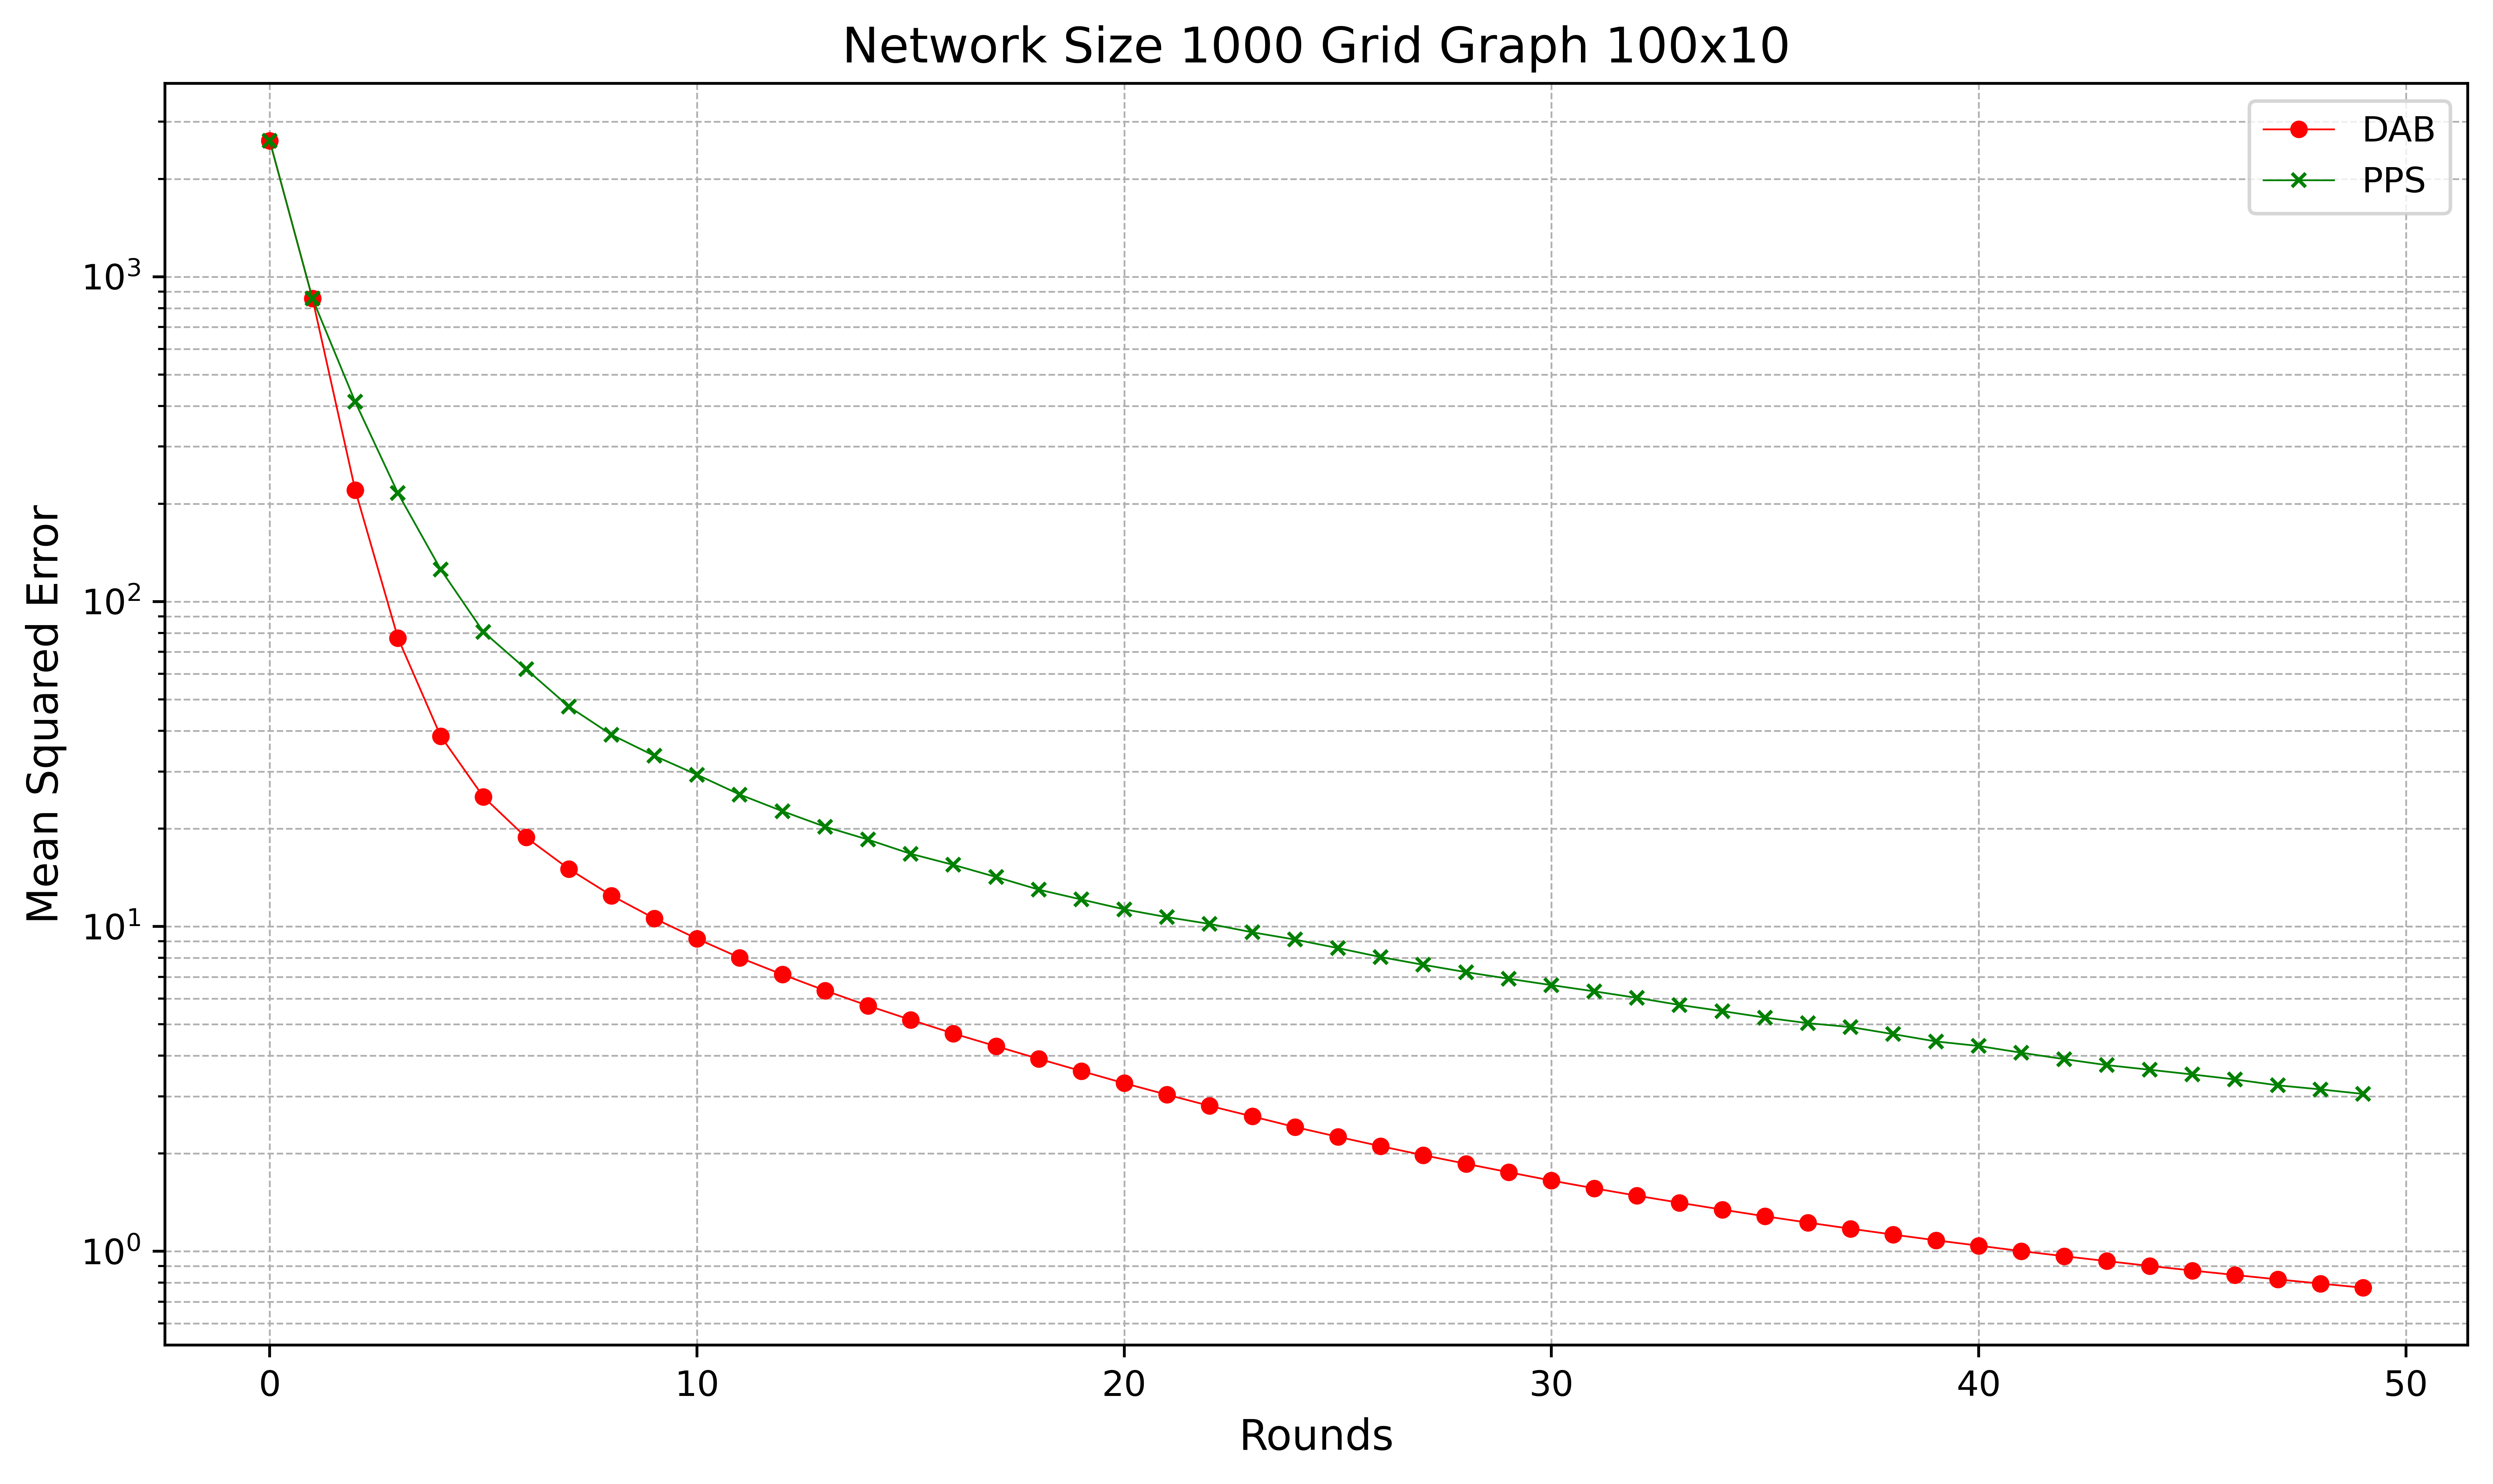 Network Size 1000 Grid Graph 100x10
DAB
PPS
Mean Squared Error
10³
10²
10¹
10⁰
0 10 20 30 40 50
Rounds